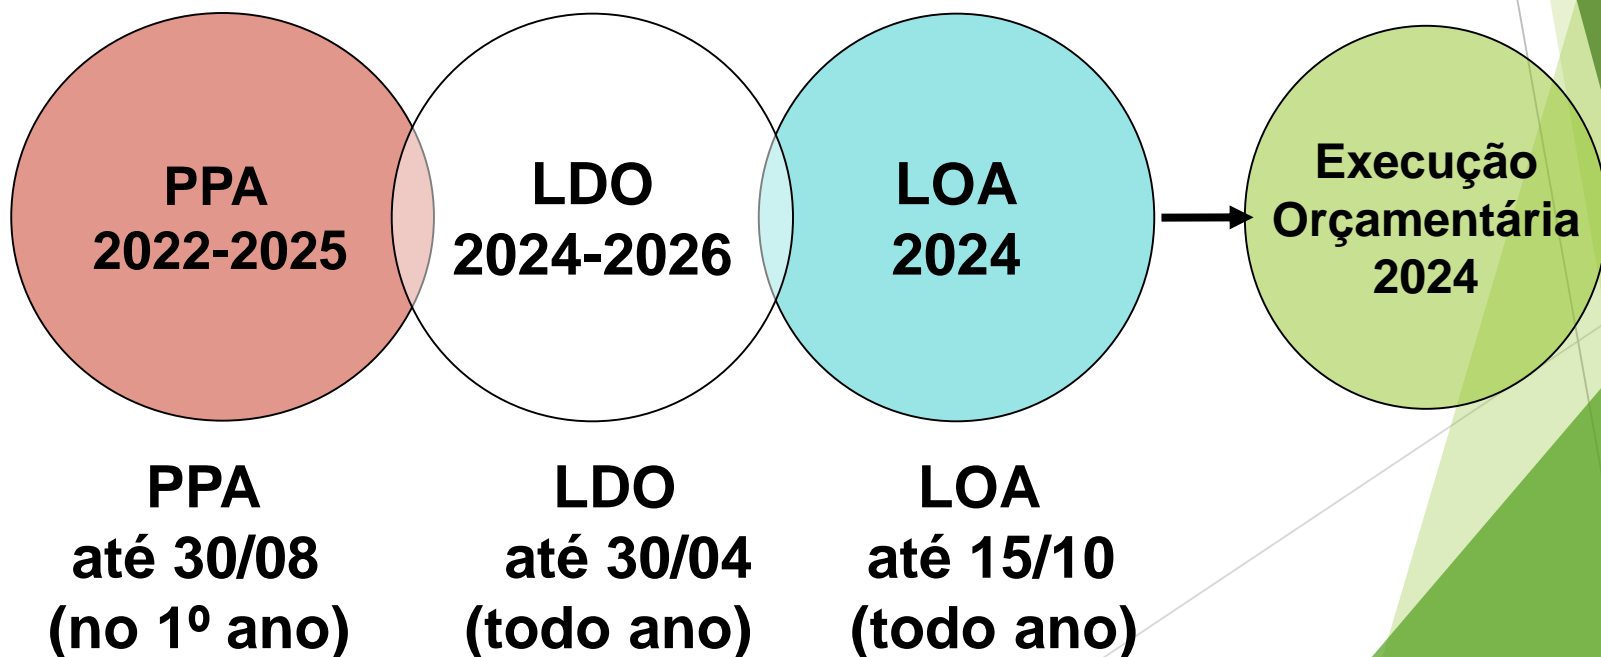 PPA
2022-2025
LDO
2024-2026
LOA
2024
Execução
Orçamentária
2024
PPA
até 30/08
(no 1º ano)
LDO
até 30/04
(todo ano)
LOA
até 15/10
(todo ano)